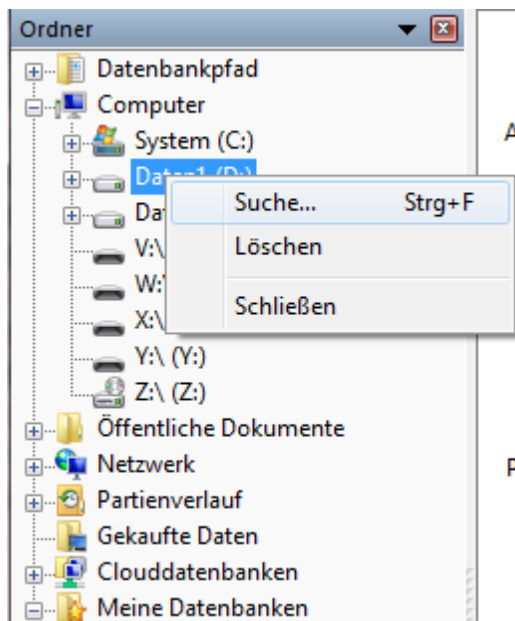 Ordner
Datenbankpfad
Computer
System (C:)
Suche... Strg+F
Löschen
V:\
Schließen
X:\
Y:\ (Y:)
Z:\ (Z:)
Öffentliche Dokumente
Netzwerk
Partienverlauf
Gekaufte Daten
Clouddatenbanken
Meine Datenbanken